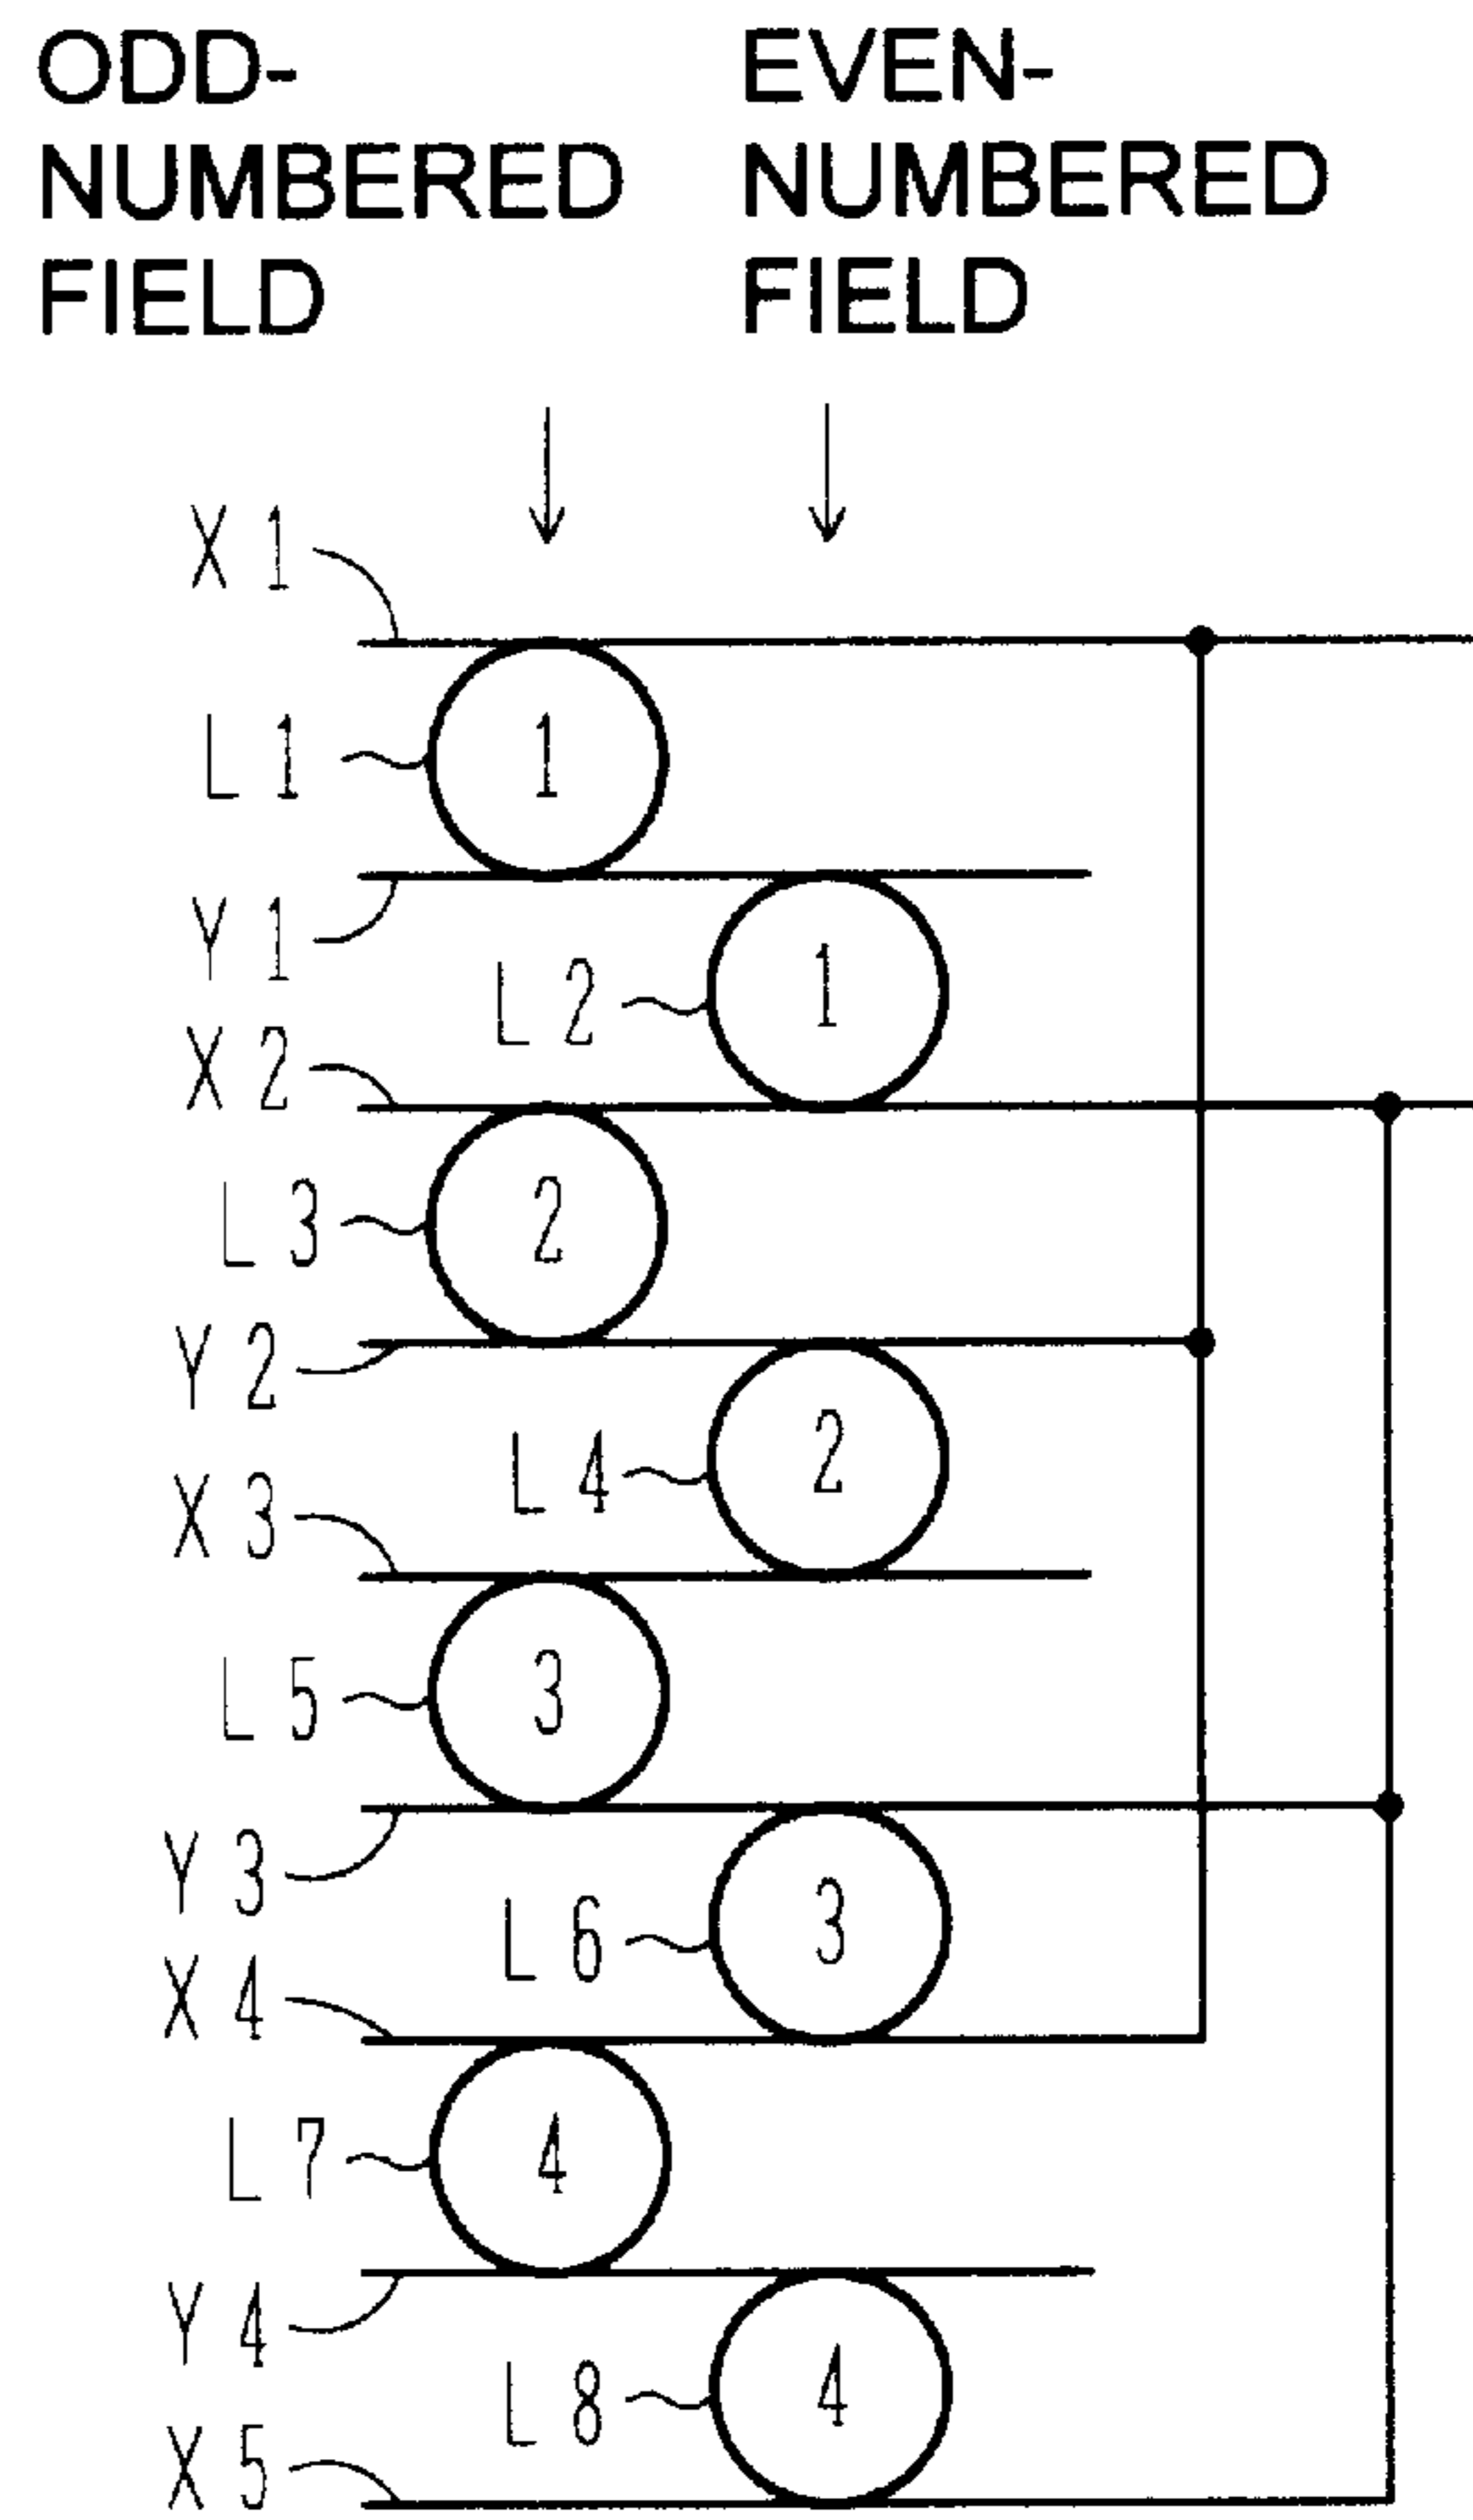 ODD-
NUMBERED
FIELD
EVEN-
NUMBERED
FIELD
X 1
L 1
1
Y 1
L 2
1
X 2
L 3
2
Y 2
L 4
2
X 3
L 5
3
Y 3
L 6
3
X 4
L 7
4
Y 4
L 8
4
X 5